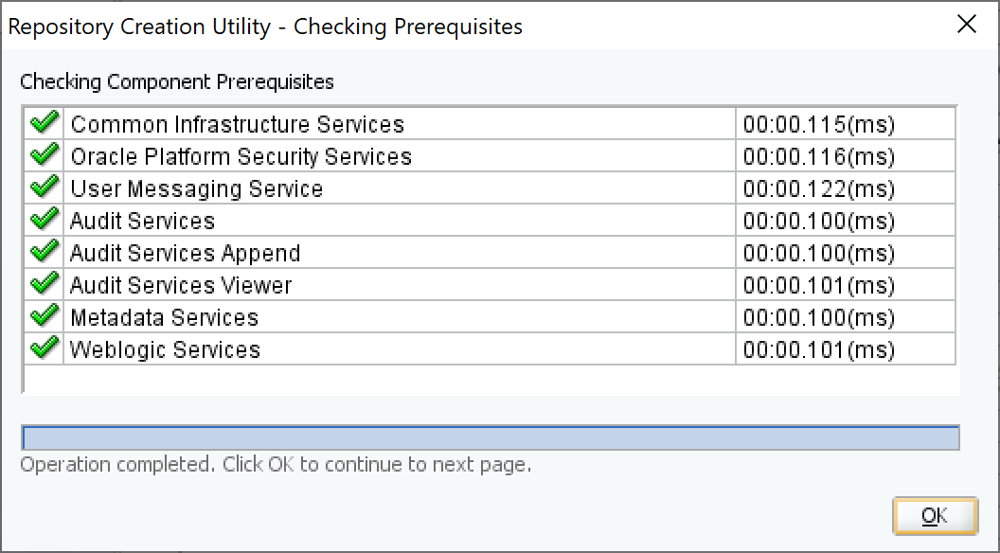 Repository Creation Utility - Checking Prerequisites
Checking Component Prerequisites
Common Infrastructure Services 00:00.115(ms)
Oracle Platform Security Services 00:00.116(ms)
User Messaging Service 00:00.122(ms)
Audit Services 00:00.100(ms)
Audit Services Append 00:00.100(ms)
Audit Services Viewer 00:00.101(ms)
Metadata Services 00:00.100(ms)
Weblogic Services 00:00.101(ms)
Operation completed. Click OK to continue to next page.
OK